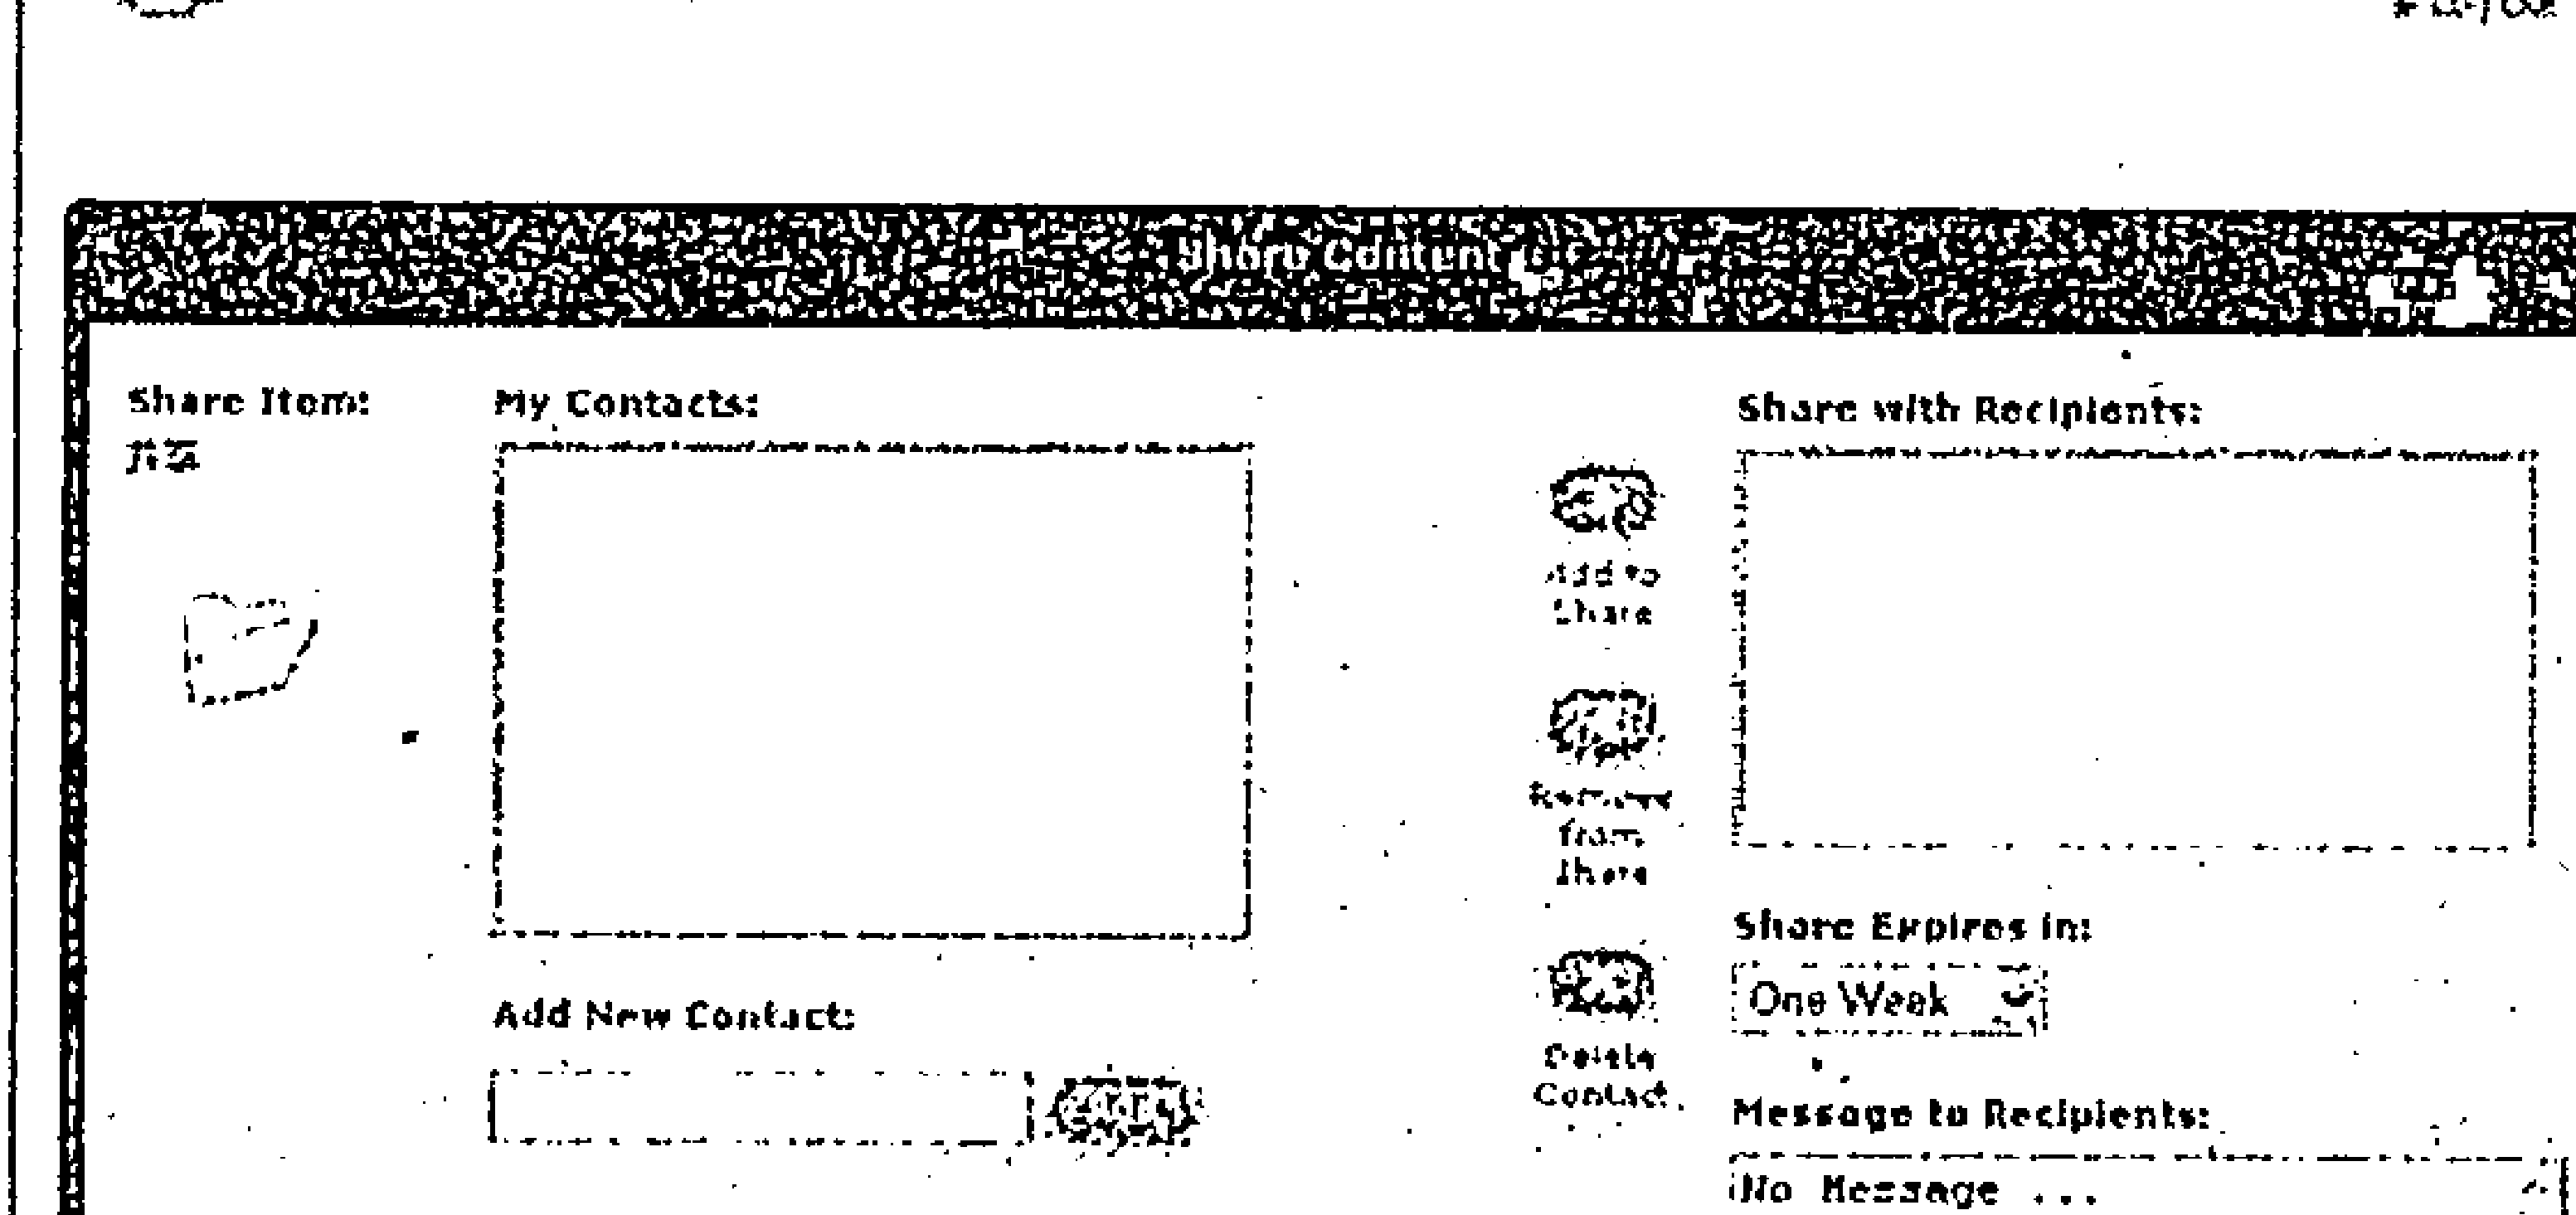 Share Content
Share Item:
My Contacts:
Share with Recipients:
Add to
Share
Remove
from
Share
Share Expires in:
One Week
Add New Contact:
Delete
Contact
Message to Recipients:
No Message ...